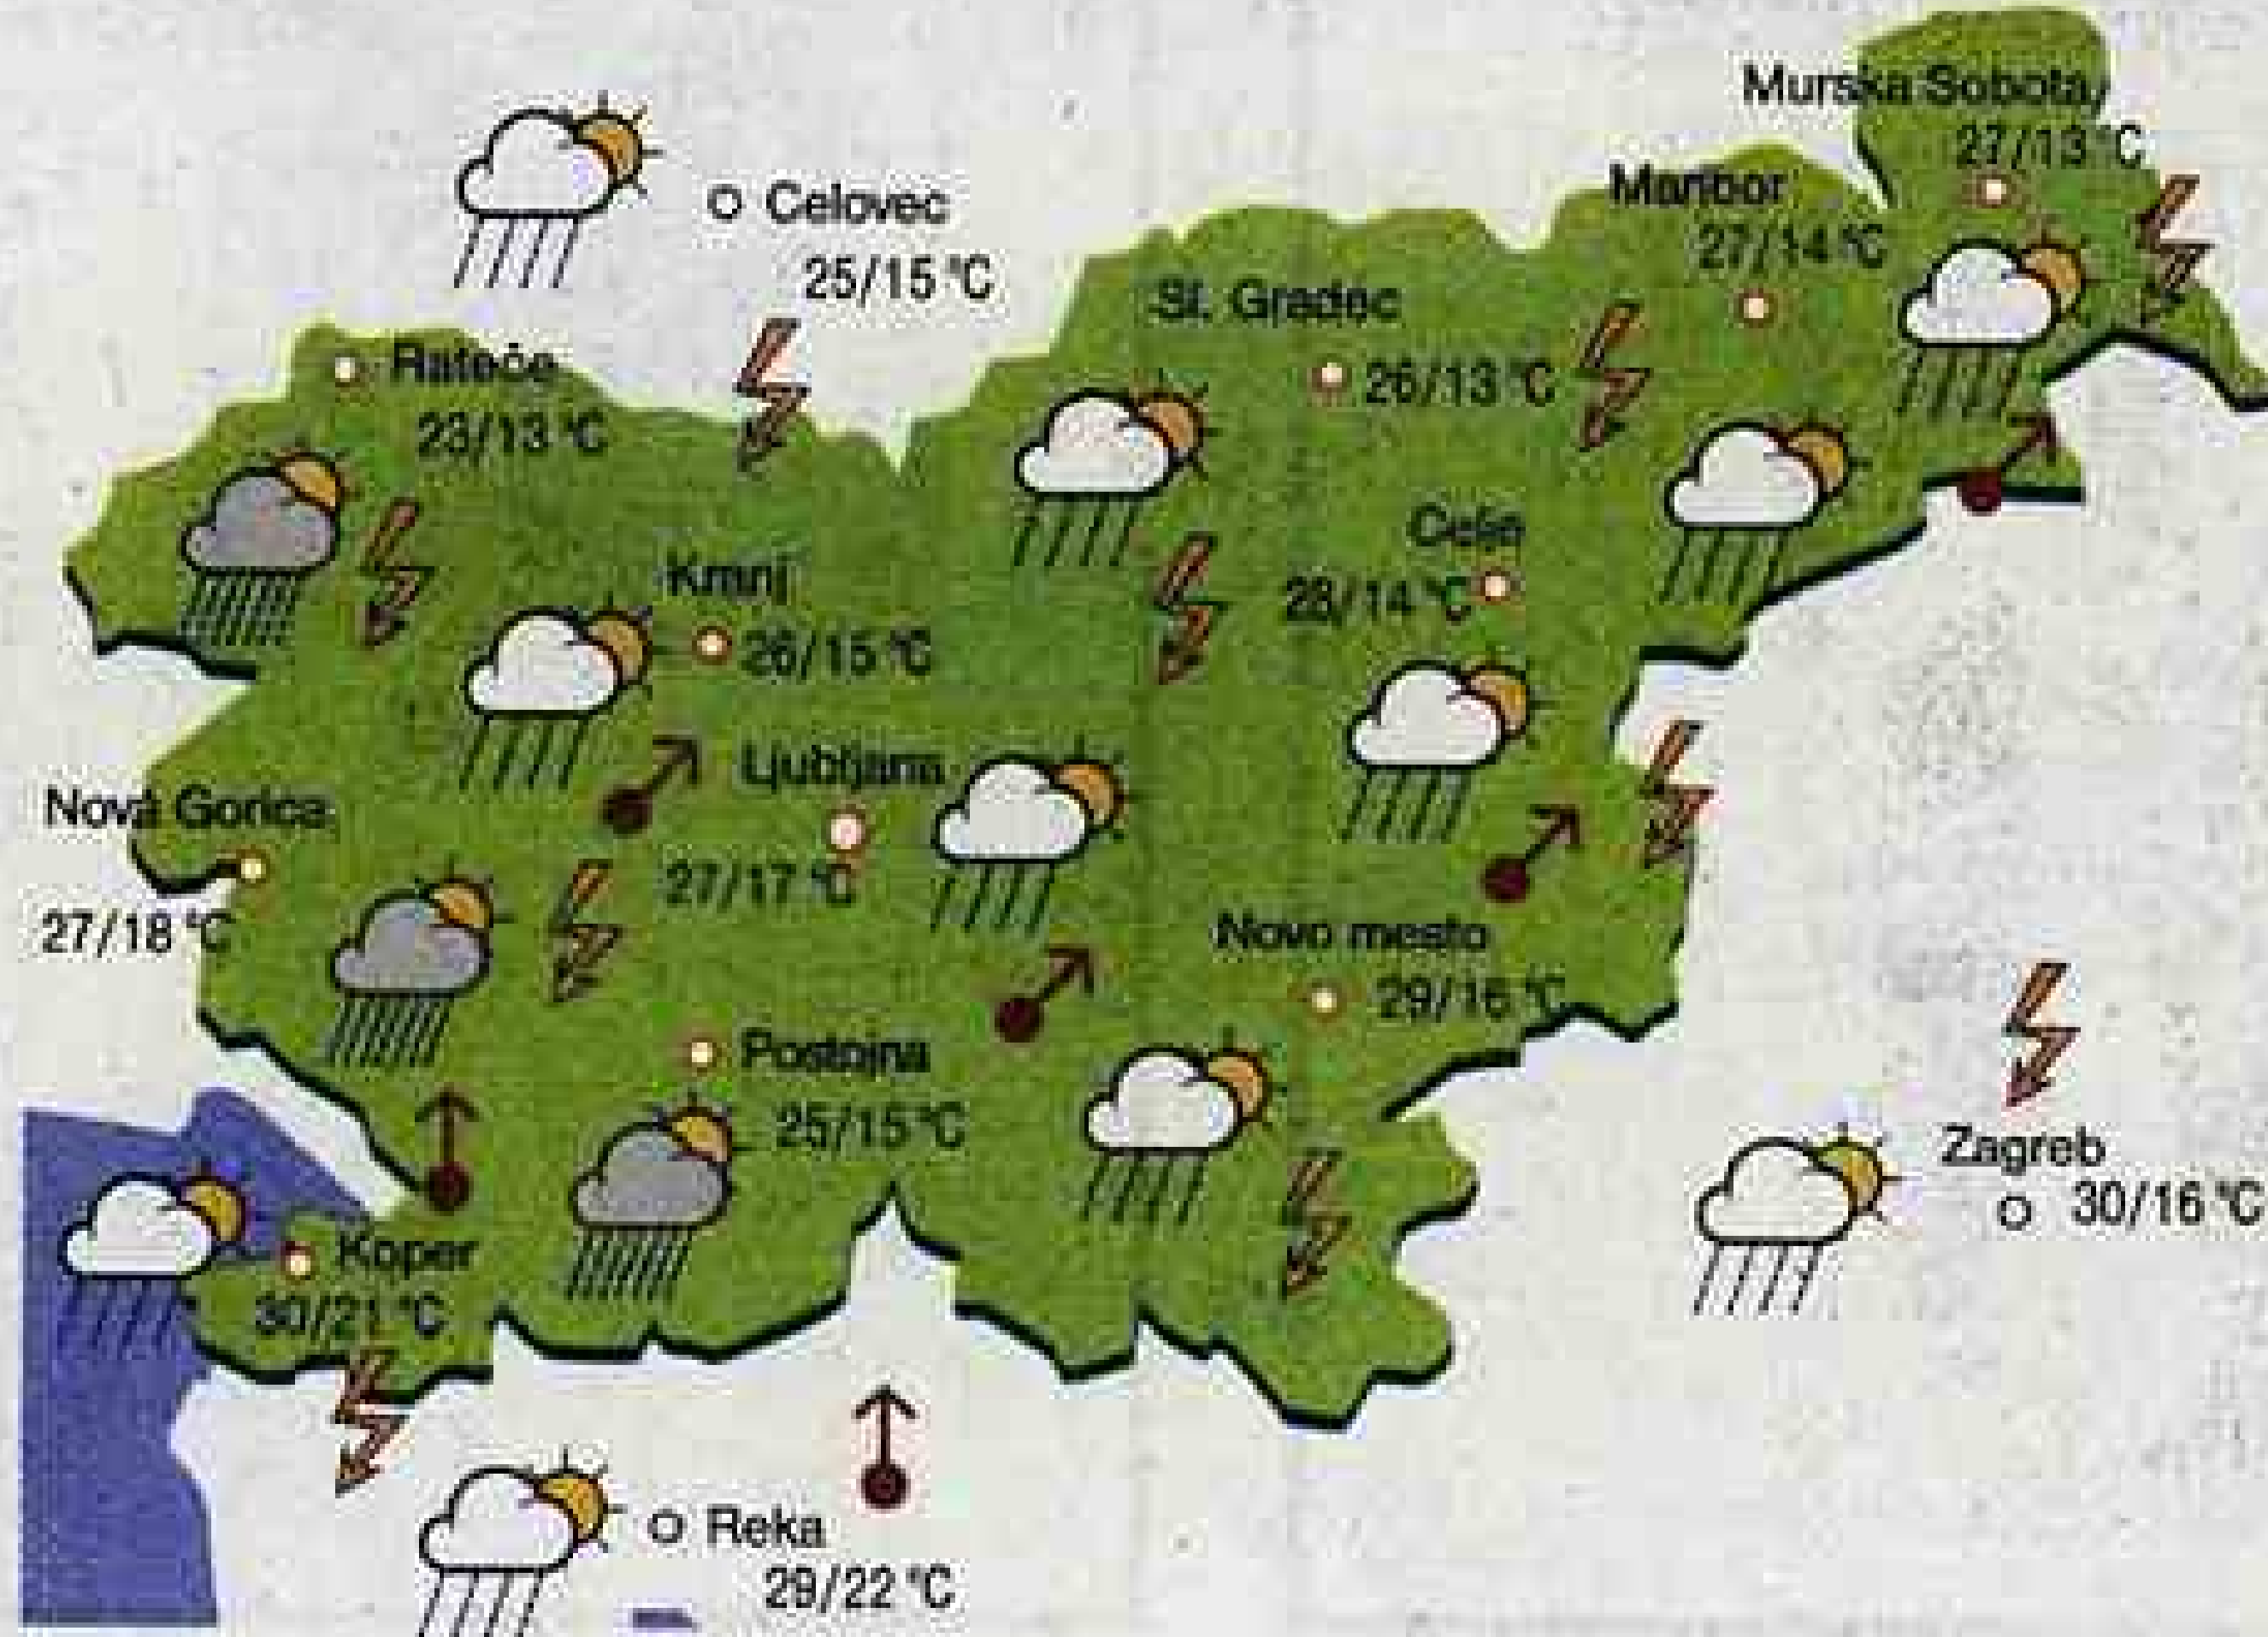 Murska Sobota
27/13 °C
Maribor
27/14 °C
Celovec
25/15 °C
Sl. Gradec
26/13 °C
Rateče
23/13 °C
Celje
28/14 °C
Kranj
26/15 °C
Ljubljana
27/17 °C
Nova Gorica
27/18 °C
Novo mesto
29/16 °C
Postojna
25/15 °C
Zagreb
30/16 °C
Koper
30/21 °C
Reka
29/22 °C